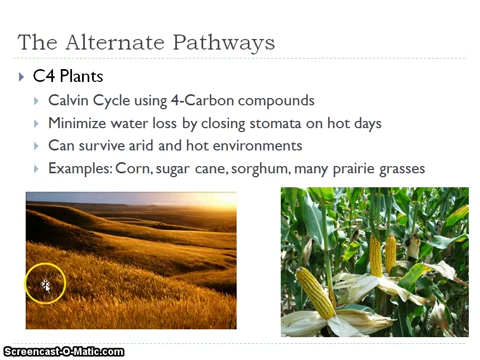 The Alternate Pathways
C4 Plants
Calvin Cycle using 4-Carbon compounds
Minimize water loss by closing stomata on hot days
Can survive arid and hot environments
Examples: Corn, sugar cane, sorghum, many prairie grasses
Screencast-O-Matic.com